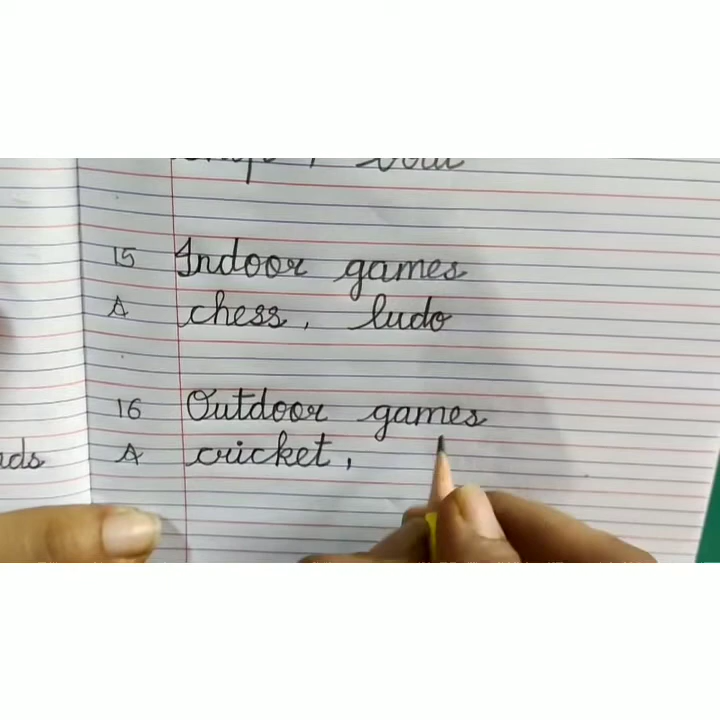 15 Indoor games
A chess, ludo
16 Outdoor games
A cricket,